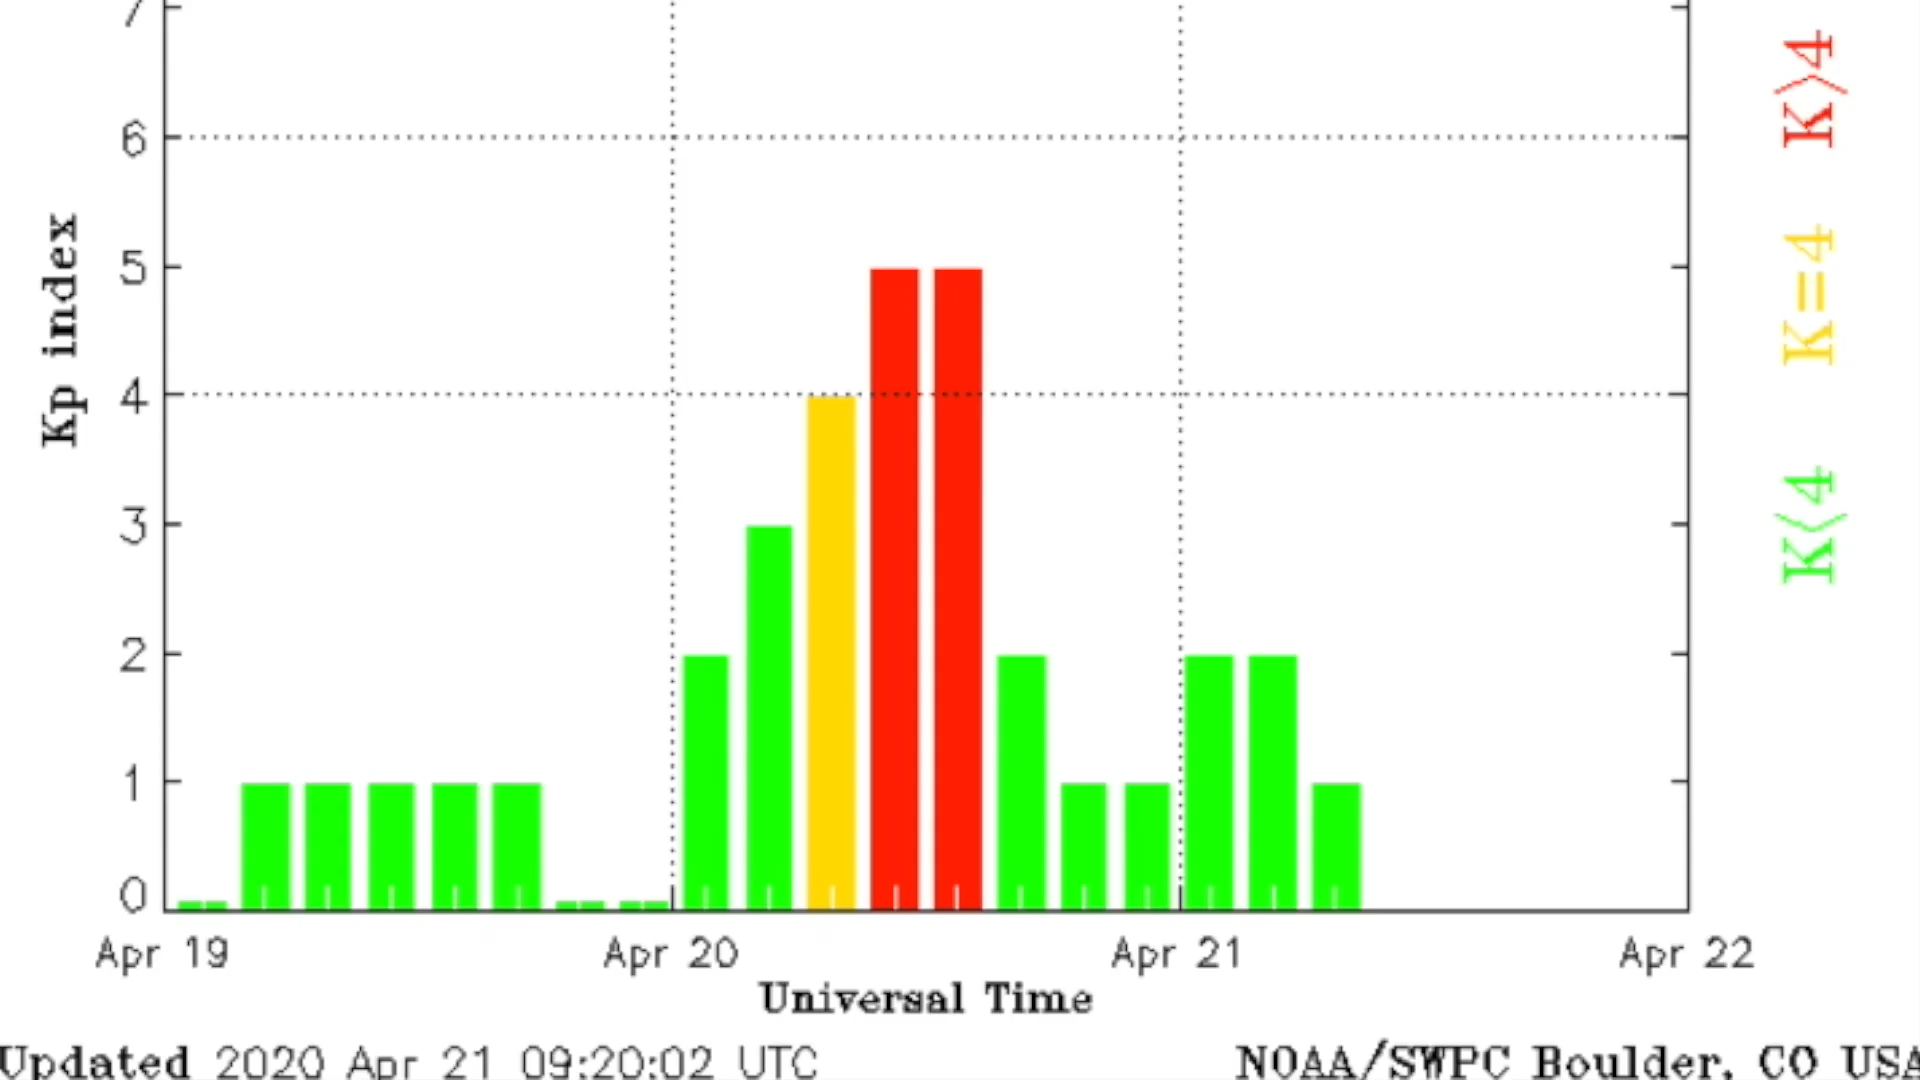 7
6
5
4
3
2
1
0
Kp index
Apr 19
Apr 20
Apr 21
Apr 22
Universal Time
Updated 2020 Apr 21 09:20:02 UTC
NOAA/SWPC Boulder, CO USA
K<4
K=4
K>4